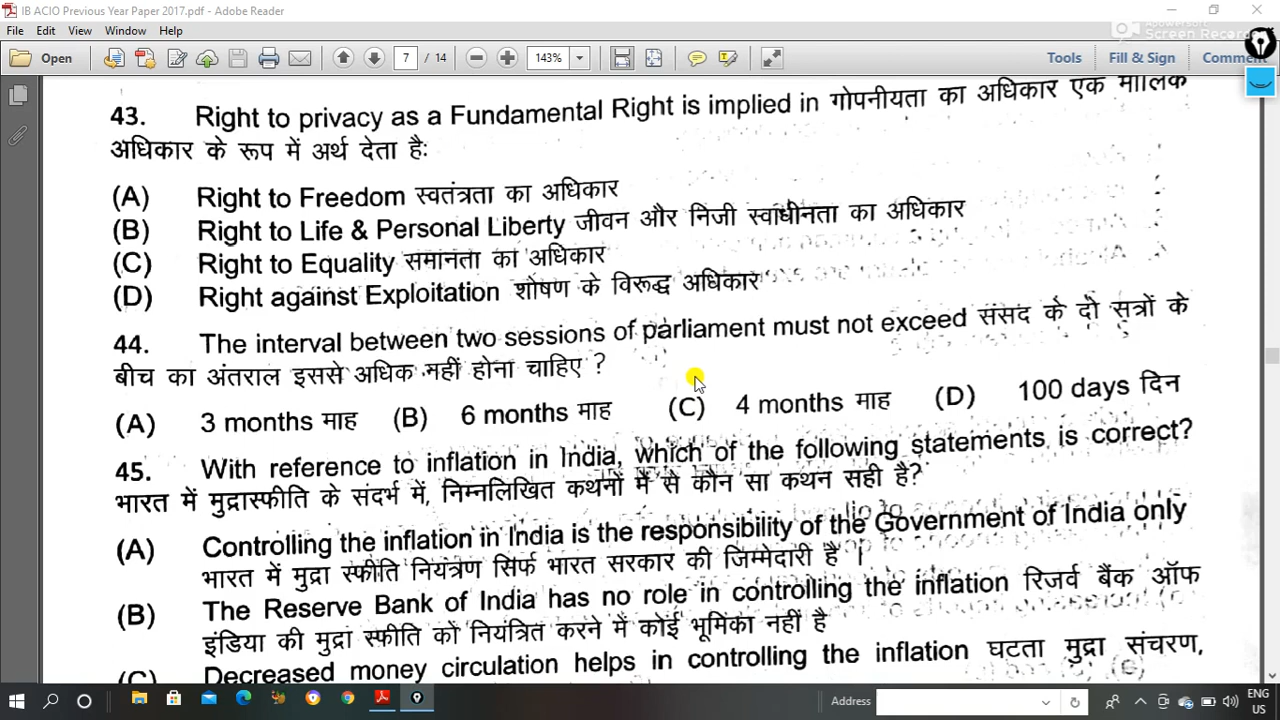 IB ACIO Previous Year Paper 2017.pdf - Adobe Reader
File Edit View Window Help
Apowersoft
Screen Recorder
Open 7 / 14 143% Tools Fill & Sign Comment
43. Right to privacy as a Fundamental Right is implied in गोपनीयता का अधिकार एक मौलिक
अधिकार के रूप में अर्थ देता है:
(A) Right to Freedom स्वतंत्रता का अधिकार
(B) Right to Life & Personal Liberty जीवन और निजी स्वाधीनता का अधिकार
(C) Right to Equality समानता का अधिकार
(D) Right against Exploitation शोषण के विरूद्ध अधिकार
44. The interval between two sessions of parliament must not exceed संसद के दो सत्रों के
बीच का अंतराल इससे अधिक नहीं होना चाहिए ?
(A) 3 months माह (B) 6 months माह (C) 4 months माह (D) 100 days दिन
45. With reference to inflation in India, which of the following statements is correct?
भारत में मुद्रास्फीति के संदर्भ में, निम्नलिखित कथनों में से कौन सा कथन सही है?
(A) Controlling the inflation in India is the responsibility of the Government of India only
भारत में मुद्रा स्फीति नियंत्रण सिर्फ भारत सरकार की जिम्मेदारी है ।
(B) The Reserve Bank of India has no role in controlling the inflation रिजर्व बैंक ऑफ
इंडिया की मुद्रा स्फीति को नियंत्रित करने में कोई भूमिका नहीं है
(C) Decreased money circulation helps in controlling the inflation घटता मुद्रा संचरण,
Address ENG
US